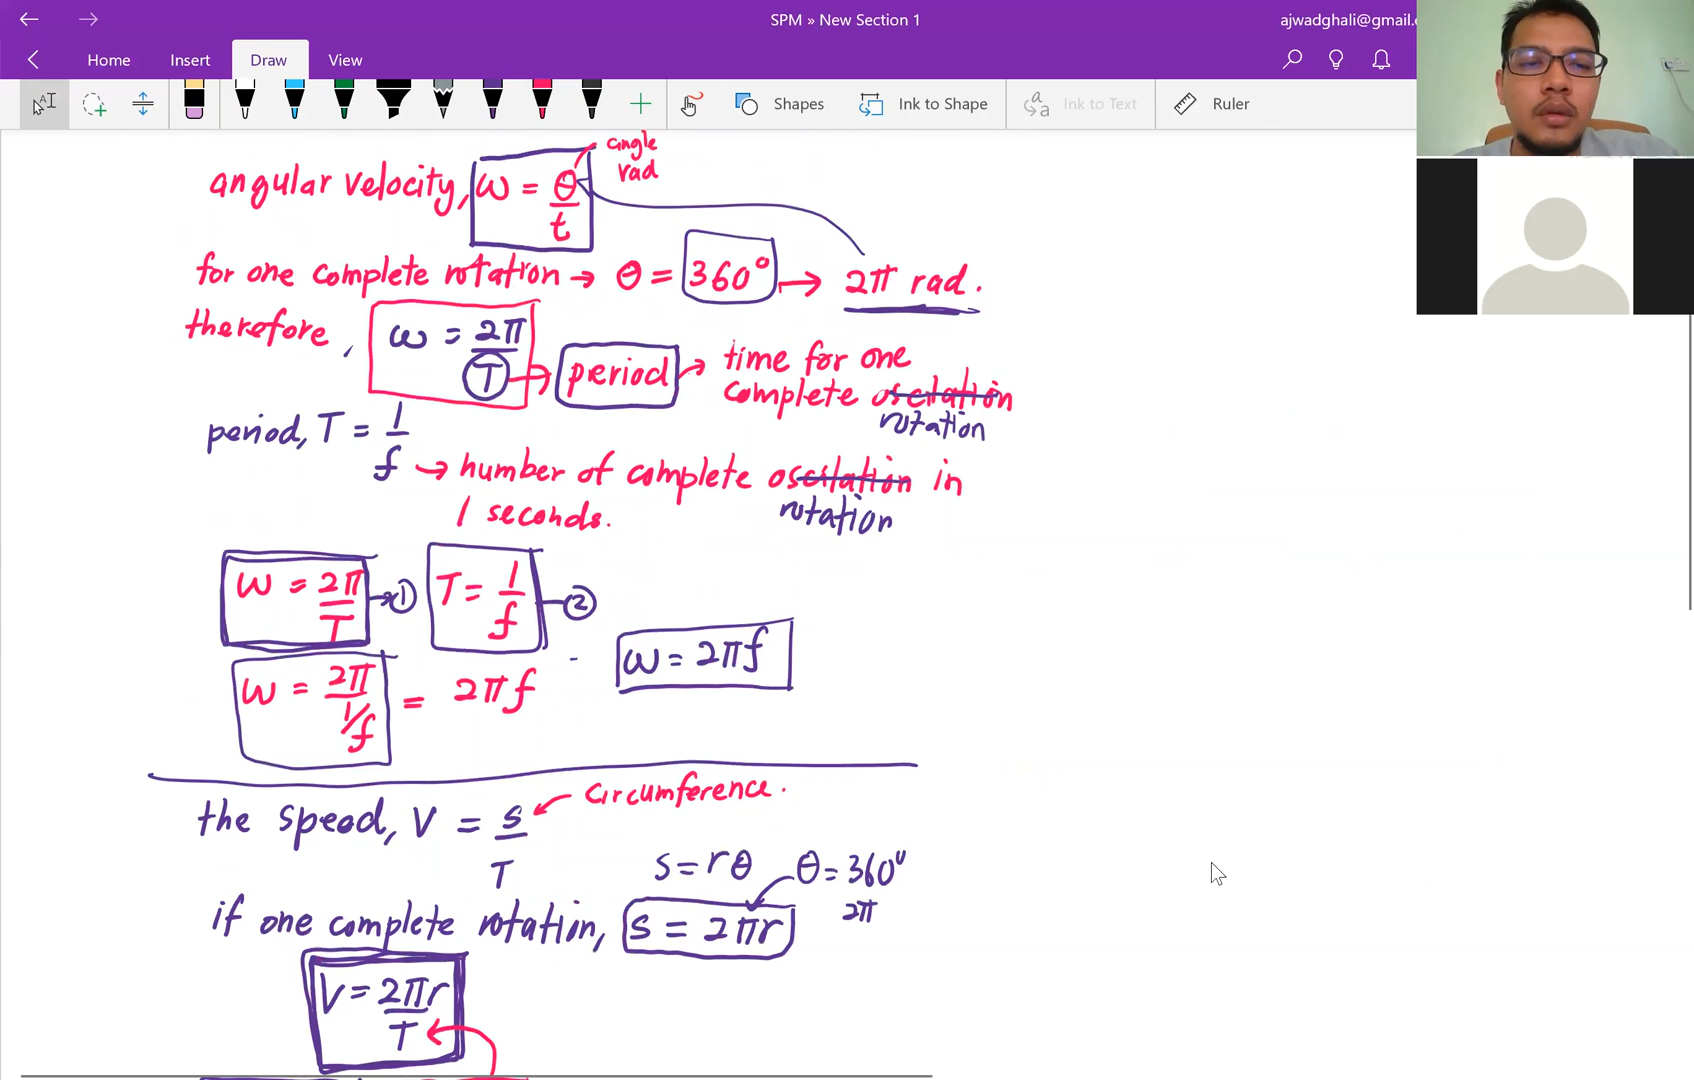 SPM » New Section 1
ajwadghali@gmail.c
Home Insert Draw View
Shapes Ink to Shape Ink to Text Ruler
angle
rad
angular velocity, ω = θ/t
for one complete rotation → θ = 360° → 2π rad.
therefore, ω = 2π/T → period → time for one
complete oscilation
rotation
period, T = 1/f → number of complete oscilation in
rotation
1 seconds.
ω = 2π/T → ① T = 1/f – ②
ω = 2π/1/f = 2πf ω = 2πf
the speed, V = s/T ← circumference.
s = rθ θ = 360°
2π
if one complete rotation, s = 2πr
V = 2πr/T